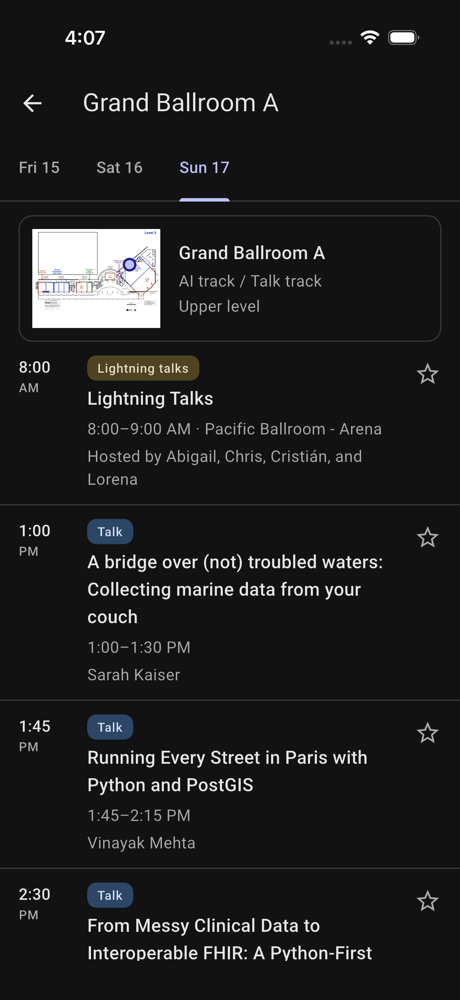 4:07
Grand Ballroom A
Fri 15
Sat 16
Sun 17
Level 2
Grand Ballroom A
AI track / Talk track
Upper level
8:00
AM
Lightning talks
Lightning Talks
8:00–9:00 AM · Pacific Ballroom - Arena
Hosted by Abigail, Chris, Cristián, and
Lorena
1:00
PM
Talk
A bridge over (not) troubled waters:
Collecting marine data from your
couch
1:00–1:30 PM
Sarah Kaiser
1:45
PM
Talk
Running Every Street in Paris with
Python and PostGIS
1:45–2:15 PM
Vinayak Mehta
2:30
PM
Talk
From Messy Clinical Data to
Interoperable FHIR: A Python-First